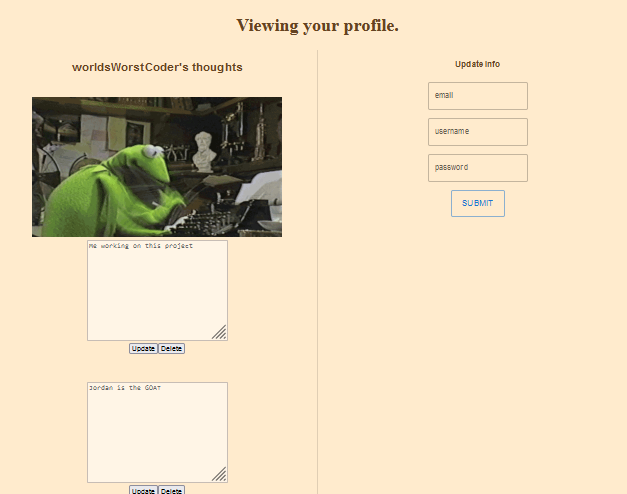 Viewing your profile.
worldsWorstCoder's thoughts
Me working on this project
Update Delete
Jordan is the GOAT
Update Delete
Update Info
email
username
password
SUBMIT